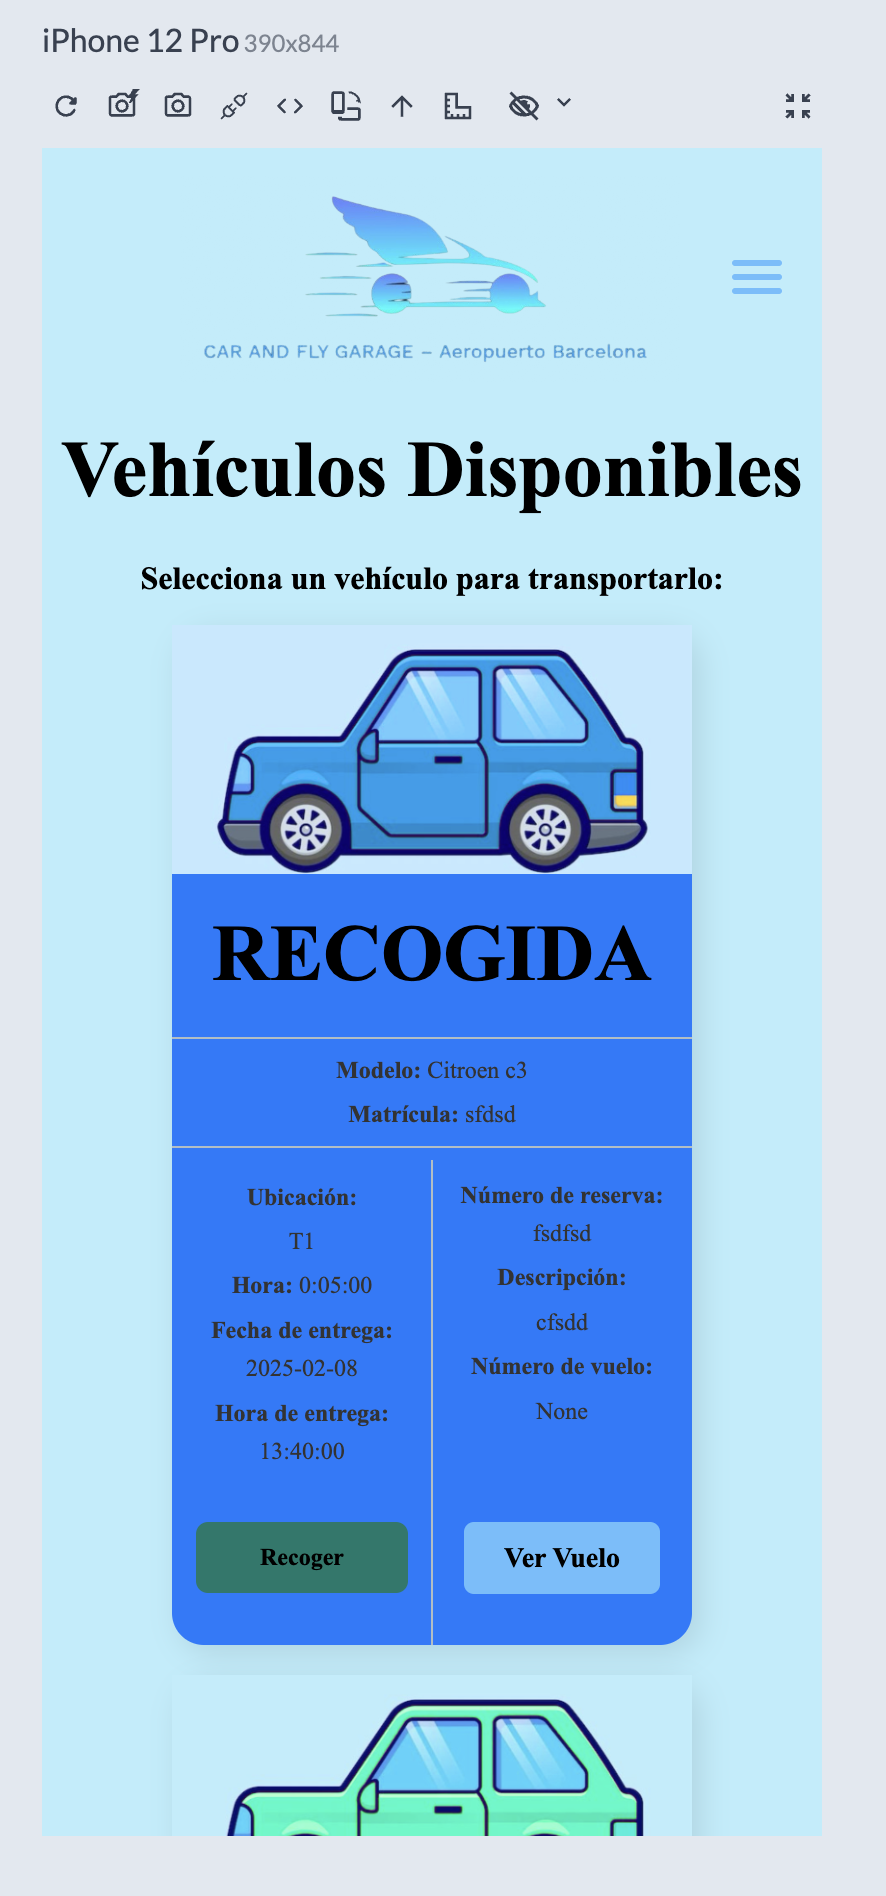 iPhone 12 Pro 390x844
CAR AND FLY GARAGE – Aeropuerto Barcelona
Vehículos Disponibles
Selecciona un vehículo para transportarlo:
RECOGIDA
Modelo: Citroen c3
Matrícula: sfdsd
Ubicación:
T1
Hora: 0:05:00
Fecha de entrega:
2025-02-08
Hora de entrega:
13:40:00
Recoger
Número de reserva:
fsdfsd
Descripción:
cfsdd
Número de vuelo:
None
Ver Vuelo